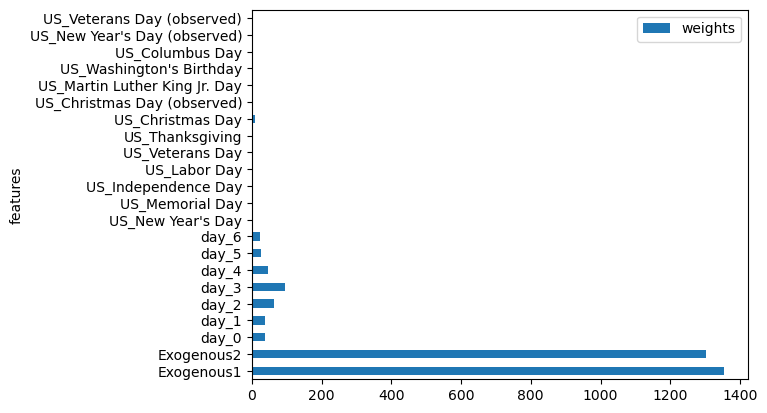 US_Veterans Day (observed)
US_New Year's Day (observed)
US_Columbus Day
US_Washington's Birthday
US_Martin Luther King Jr. Day
US_Christmas Day (observed)
US_Christmas Day
US_Thanksgiving
US_Veterans Day
US_Labor Day
US_Independence Day
US_Memorial Day
US_New Year's Day
day_6
day_5
day_4
day_3
day_2
day_1
day_0
Exogenous2
Exogenous1
features
weights
0 200 400 600 800 1000 1200 1400